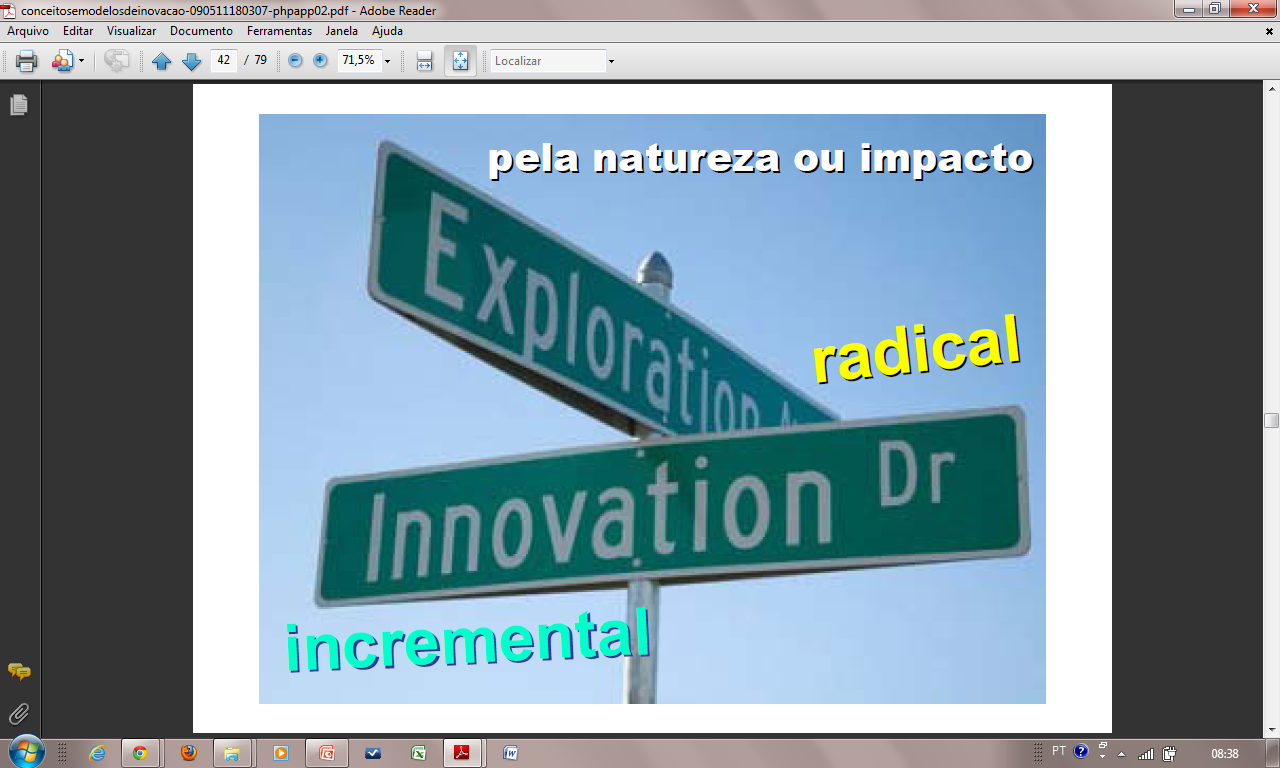 conceitosemodelosdeinovacao-090511180307-phpapp02.pdf - Adobe Reader
Arquivo Editar Visualizar Documento Ferramentas Janela Ajuda
42 / 79 71,5% Localizar
pela natureza ou impacto
Exploration
radical
Innovation Dr
incremental
PT 08:38